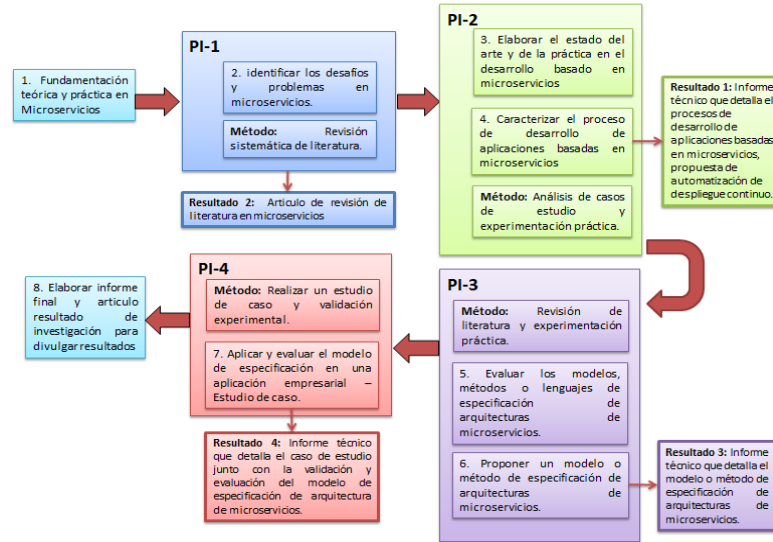 1. Fundamentación
teórica y práctica en
Microservicios
PI-1
2. identificar los desafíos
y problemas en
microservicios.
Método: Revisión
sistemática de literatura.
Resultado 2: Articulo de revisión de
literatura en microservicios
PI-2
3. Elaborar el estado del
arte y de la práctica en el
desarrollo basado en
microservicios
4. Caracterizar el proceso
de desarrollo de
aplicaciones basadas en
microservicios
Método: Análisis de casos
de estudio y
experimentación práctica.
Resultado 1: Informe
técnico que detalla el
procesos de
desarrollo de
aplicaciones basadas
en microservicios,
propuesta de
automatización de
despliegue continuo.
PI-3
Método: Revisión de
literatura y experimentación
práctica.
5. Evaluar los modelos,
métodos o lenguajes de
especificación de
arquitecturas de
microservicios.
6. Proponer un modelo o
método de especificación de
arquitecturas de
microservicios.
Resultado 3: Informe
técnico que detalla el
modelo o método de
especificación de
arquitecturas de
microservicios.
PI-4
Método: Realizar un estudio
de caso y validación
experimental.
7. Aplicar y evaluar el modelo
de especificación en una
aplicación empresarial –
Estudio de caso.
Resultado 4: Informe técnico
que detalla el caso de estudio
junto con la validación y
evaluación del modelo de
especificación de arquitectura
de microservicios.
8. Elaborar informe
final y articulo
resultado de
investigación para
divulgar resultados